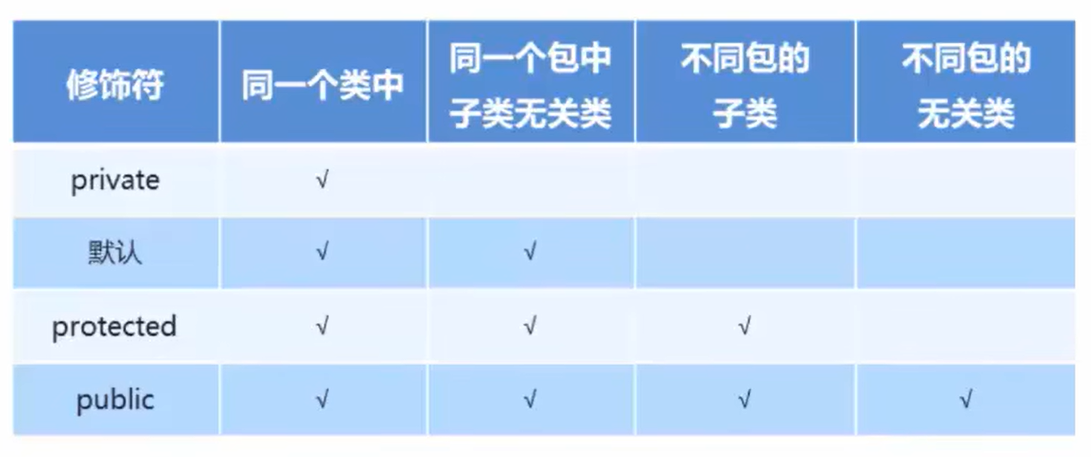 修饰符 同一个类中 同一个包中 不同包的 不同包的
子类无关类 子类 无关类
private √
默认 √ √
protected √ √ √
public √ √ √ √